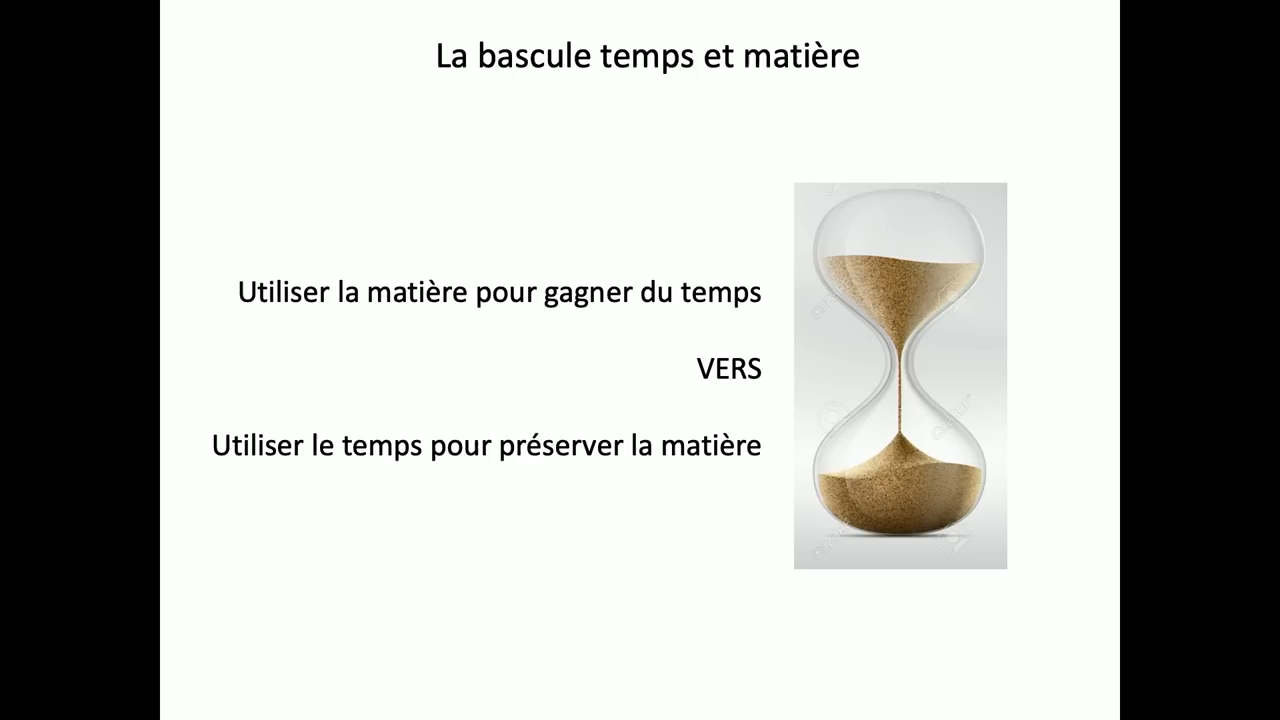 La bascule temps et matière
Utiliser la matière pour gagner du temps
VERS
Utiliser le temps pour préserver la matière